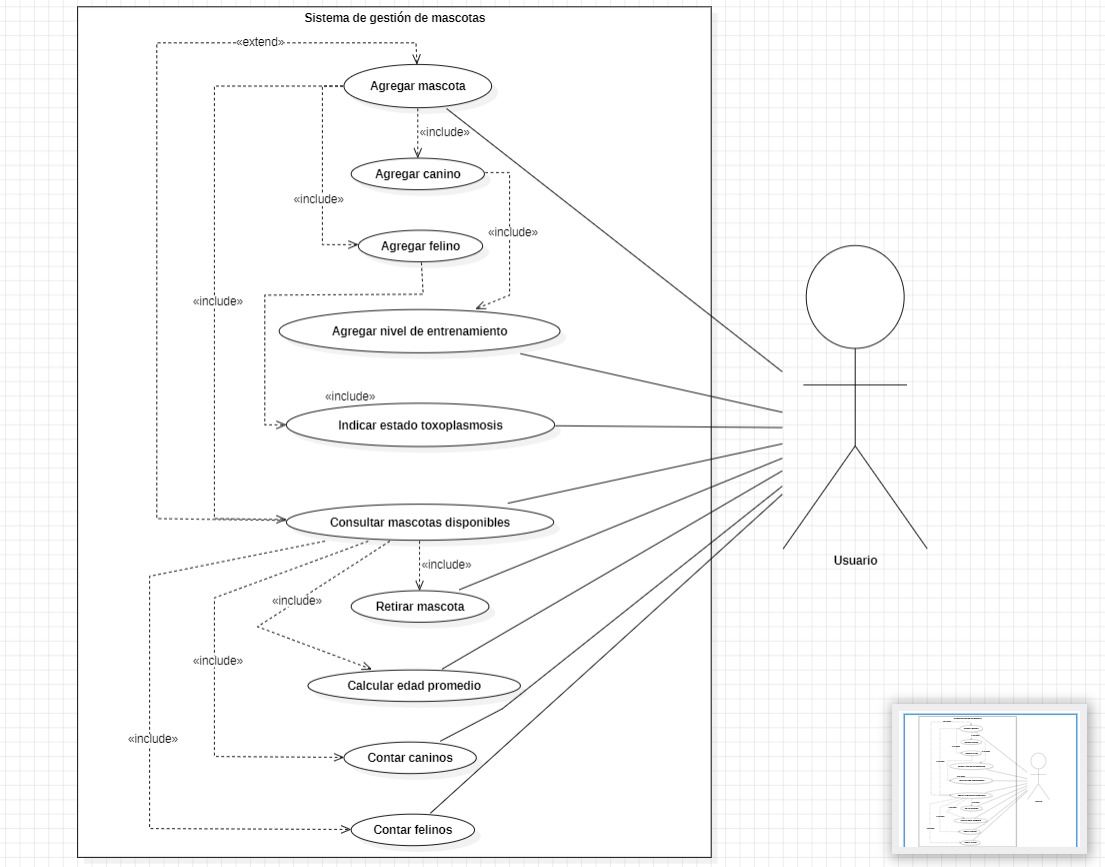 Sistema de gestión de mascotas
«extend»
Agregar mascota
«include»
Agregar canino
«include»
«include»
Agregar felino
«include»
Agregar nivel de entrenamiento
«include»
Indicar estado toxoplasmosis
Consultar mascotas disponibles
«include»
Usuario
«include»
Retirar mascota
«include»
Calcular edad promedio
«include»
Contar caninos
Contar felinos